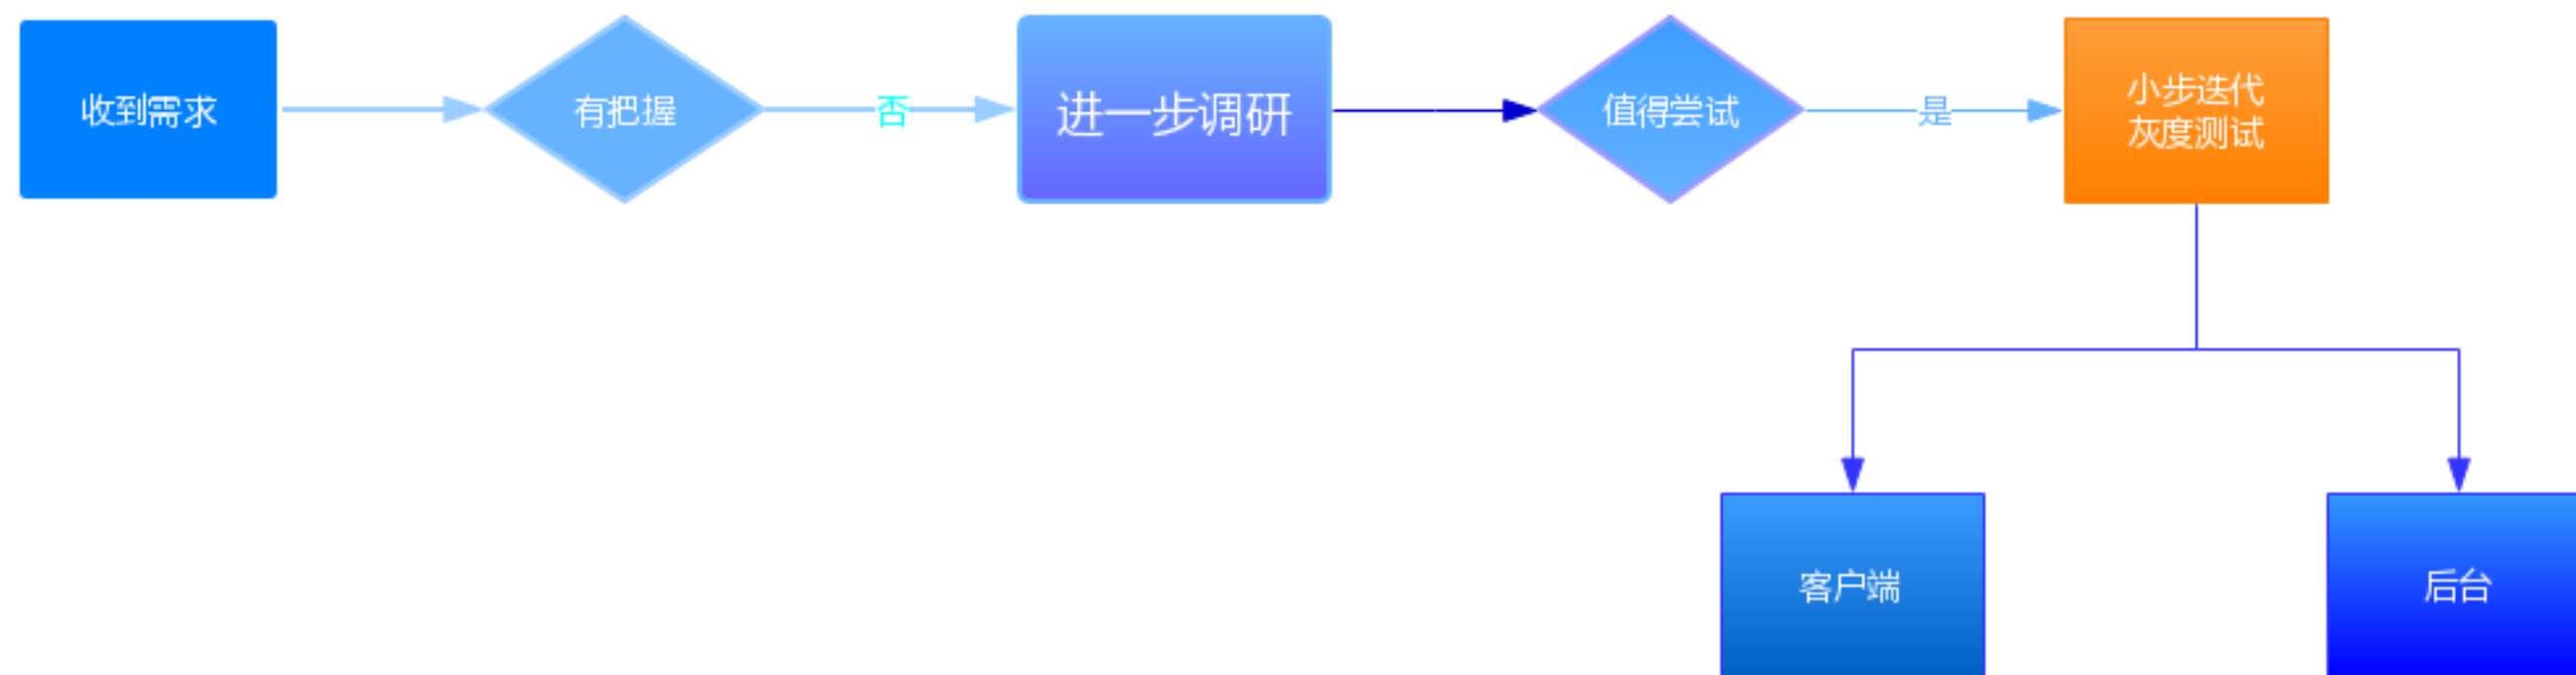 收到需求
有把握
否
进一步调研
值得尝试
是
小步迭代
灰度测试
客户端
后台